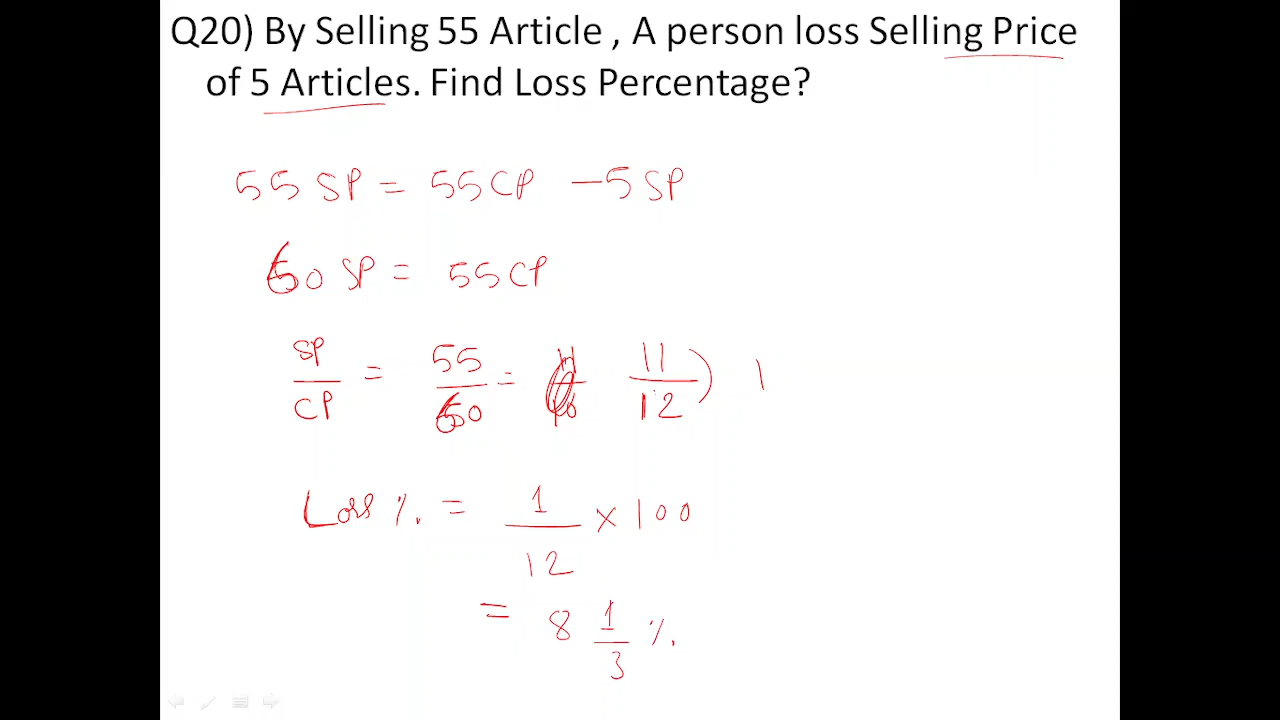 Q20) By Selling 55 Article , A person loss Selling Price
of 5 Articles. Find Loss Percentage?
55 SP = 55 CP - 5 SP
60 SP = 55 CP
SP/CP = 55/60 = 11/12 ) 1
Loss %. = 1/12 × 100
= 8 1/3 %.